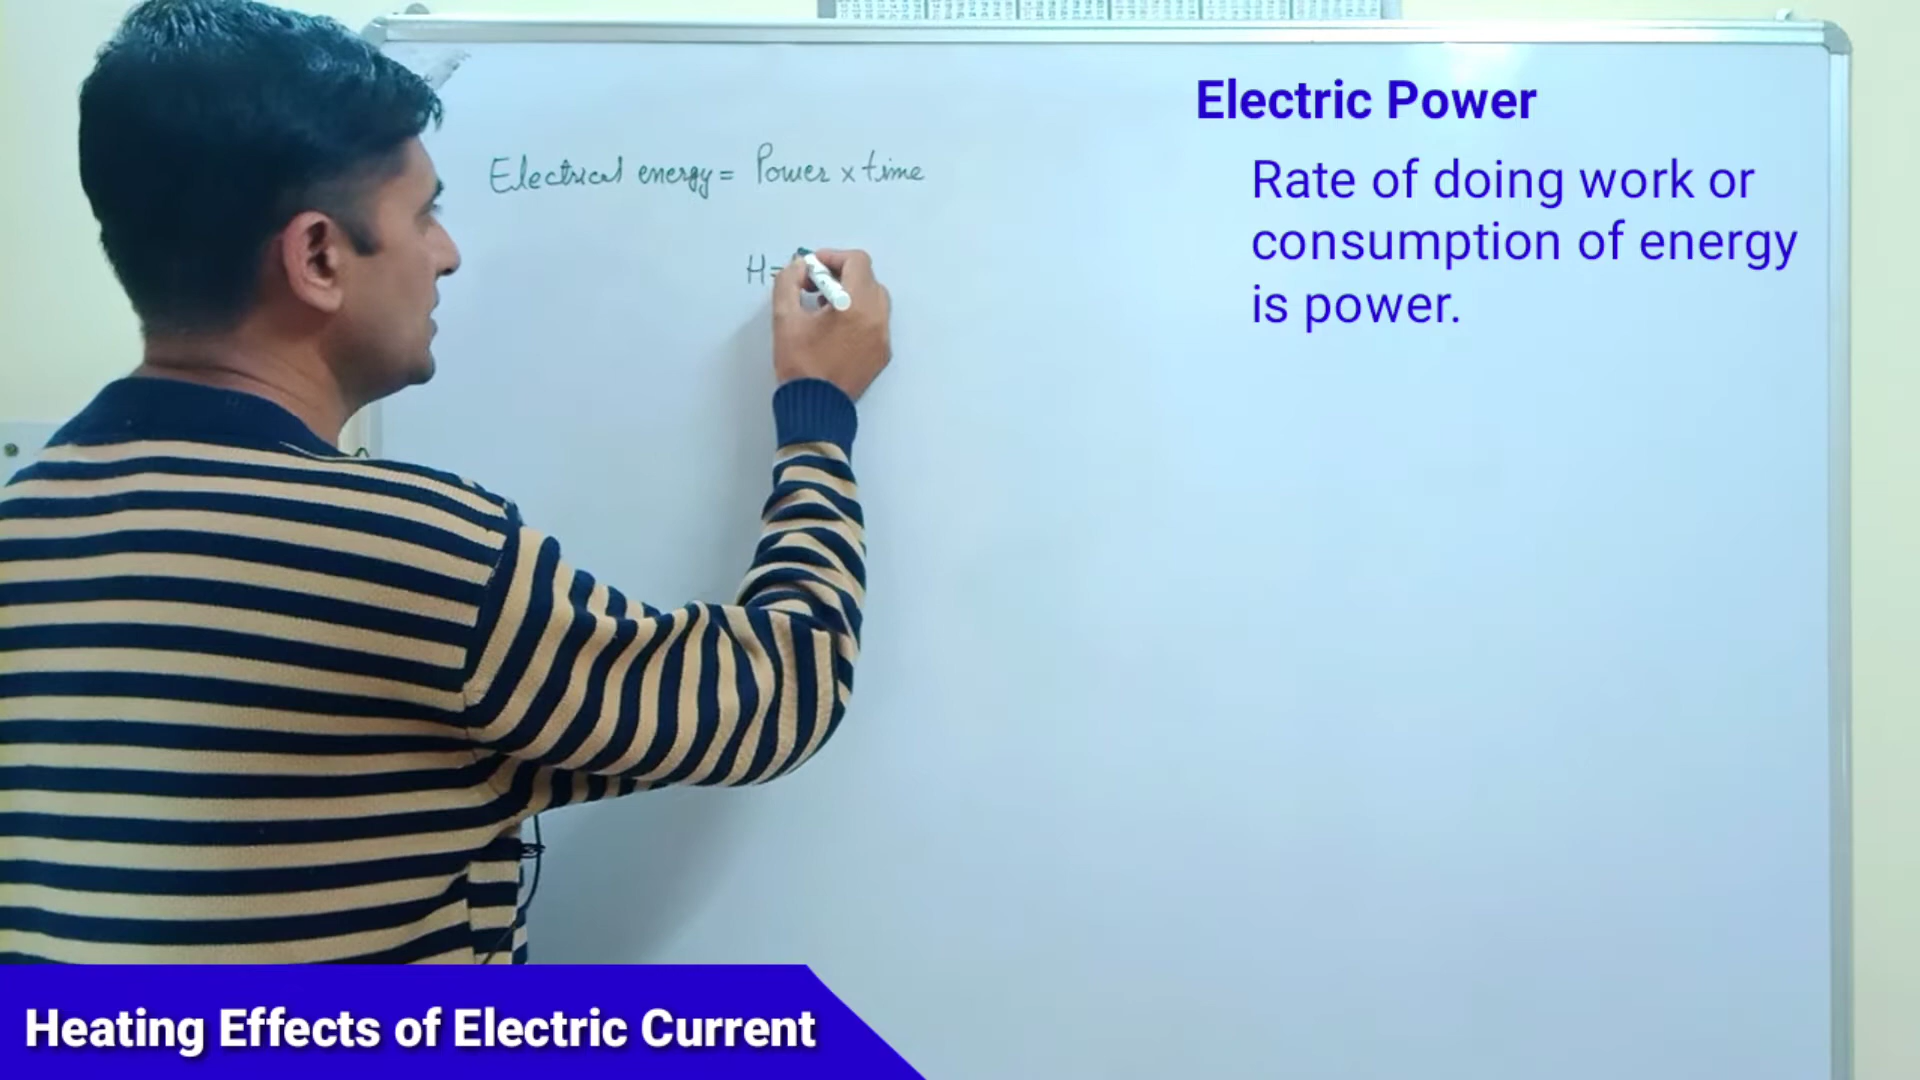 Electrical energy = Power × time
H=
Electric Power
Rate of doing work or
consumption of energy
is power.
Heating Effects of Electric Current